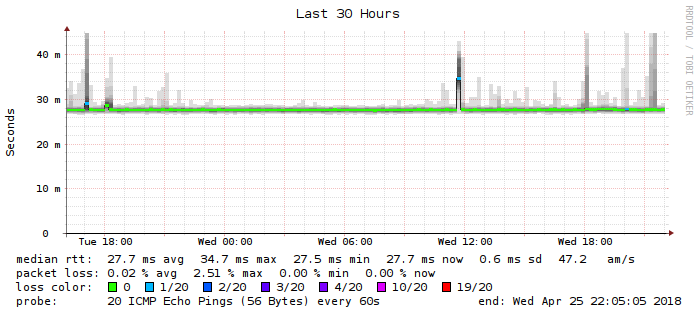 Last 30 Hours
RRDTOOL / TOBI OETIKER
Seconds
40 m
30 m
20 m
10 m
0
Tue 18:00 Wed 00:00 Wed 06:00 Wed 12:00 Wed 18:00
median rtt: 27.7 ms avg 34.7 ms max 27.5 ms min 27.7 ms now 0.6 ms sd 47.2 am/s
packet loss: 0.02 % avg 2.51 % max 0.00 % min 0.00 % now
loss color: 0 1/20 2/20 3/20 4/20 10/20 19/20
probe: 20 ICMP Echo Pings (56 Bytes) every 60s end: Wed Apr 25 22:05:05 2018